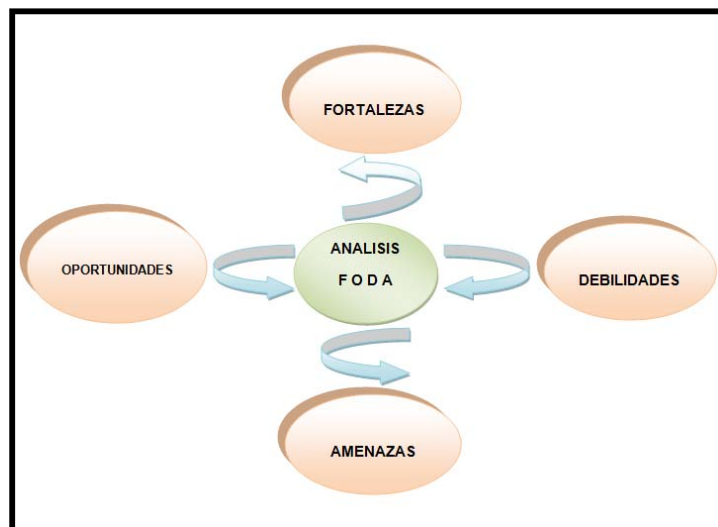 FORTALEZAS
ANALISIS
F O D A
OPORTUNIDADES
DEBILIDADES
AMENAZAS